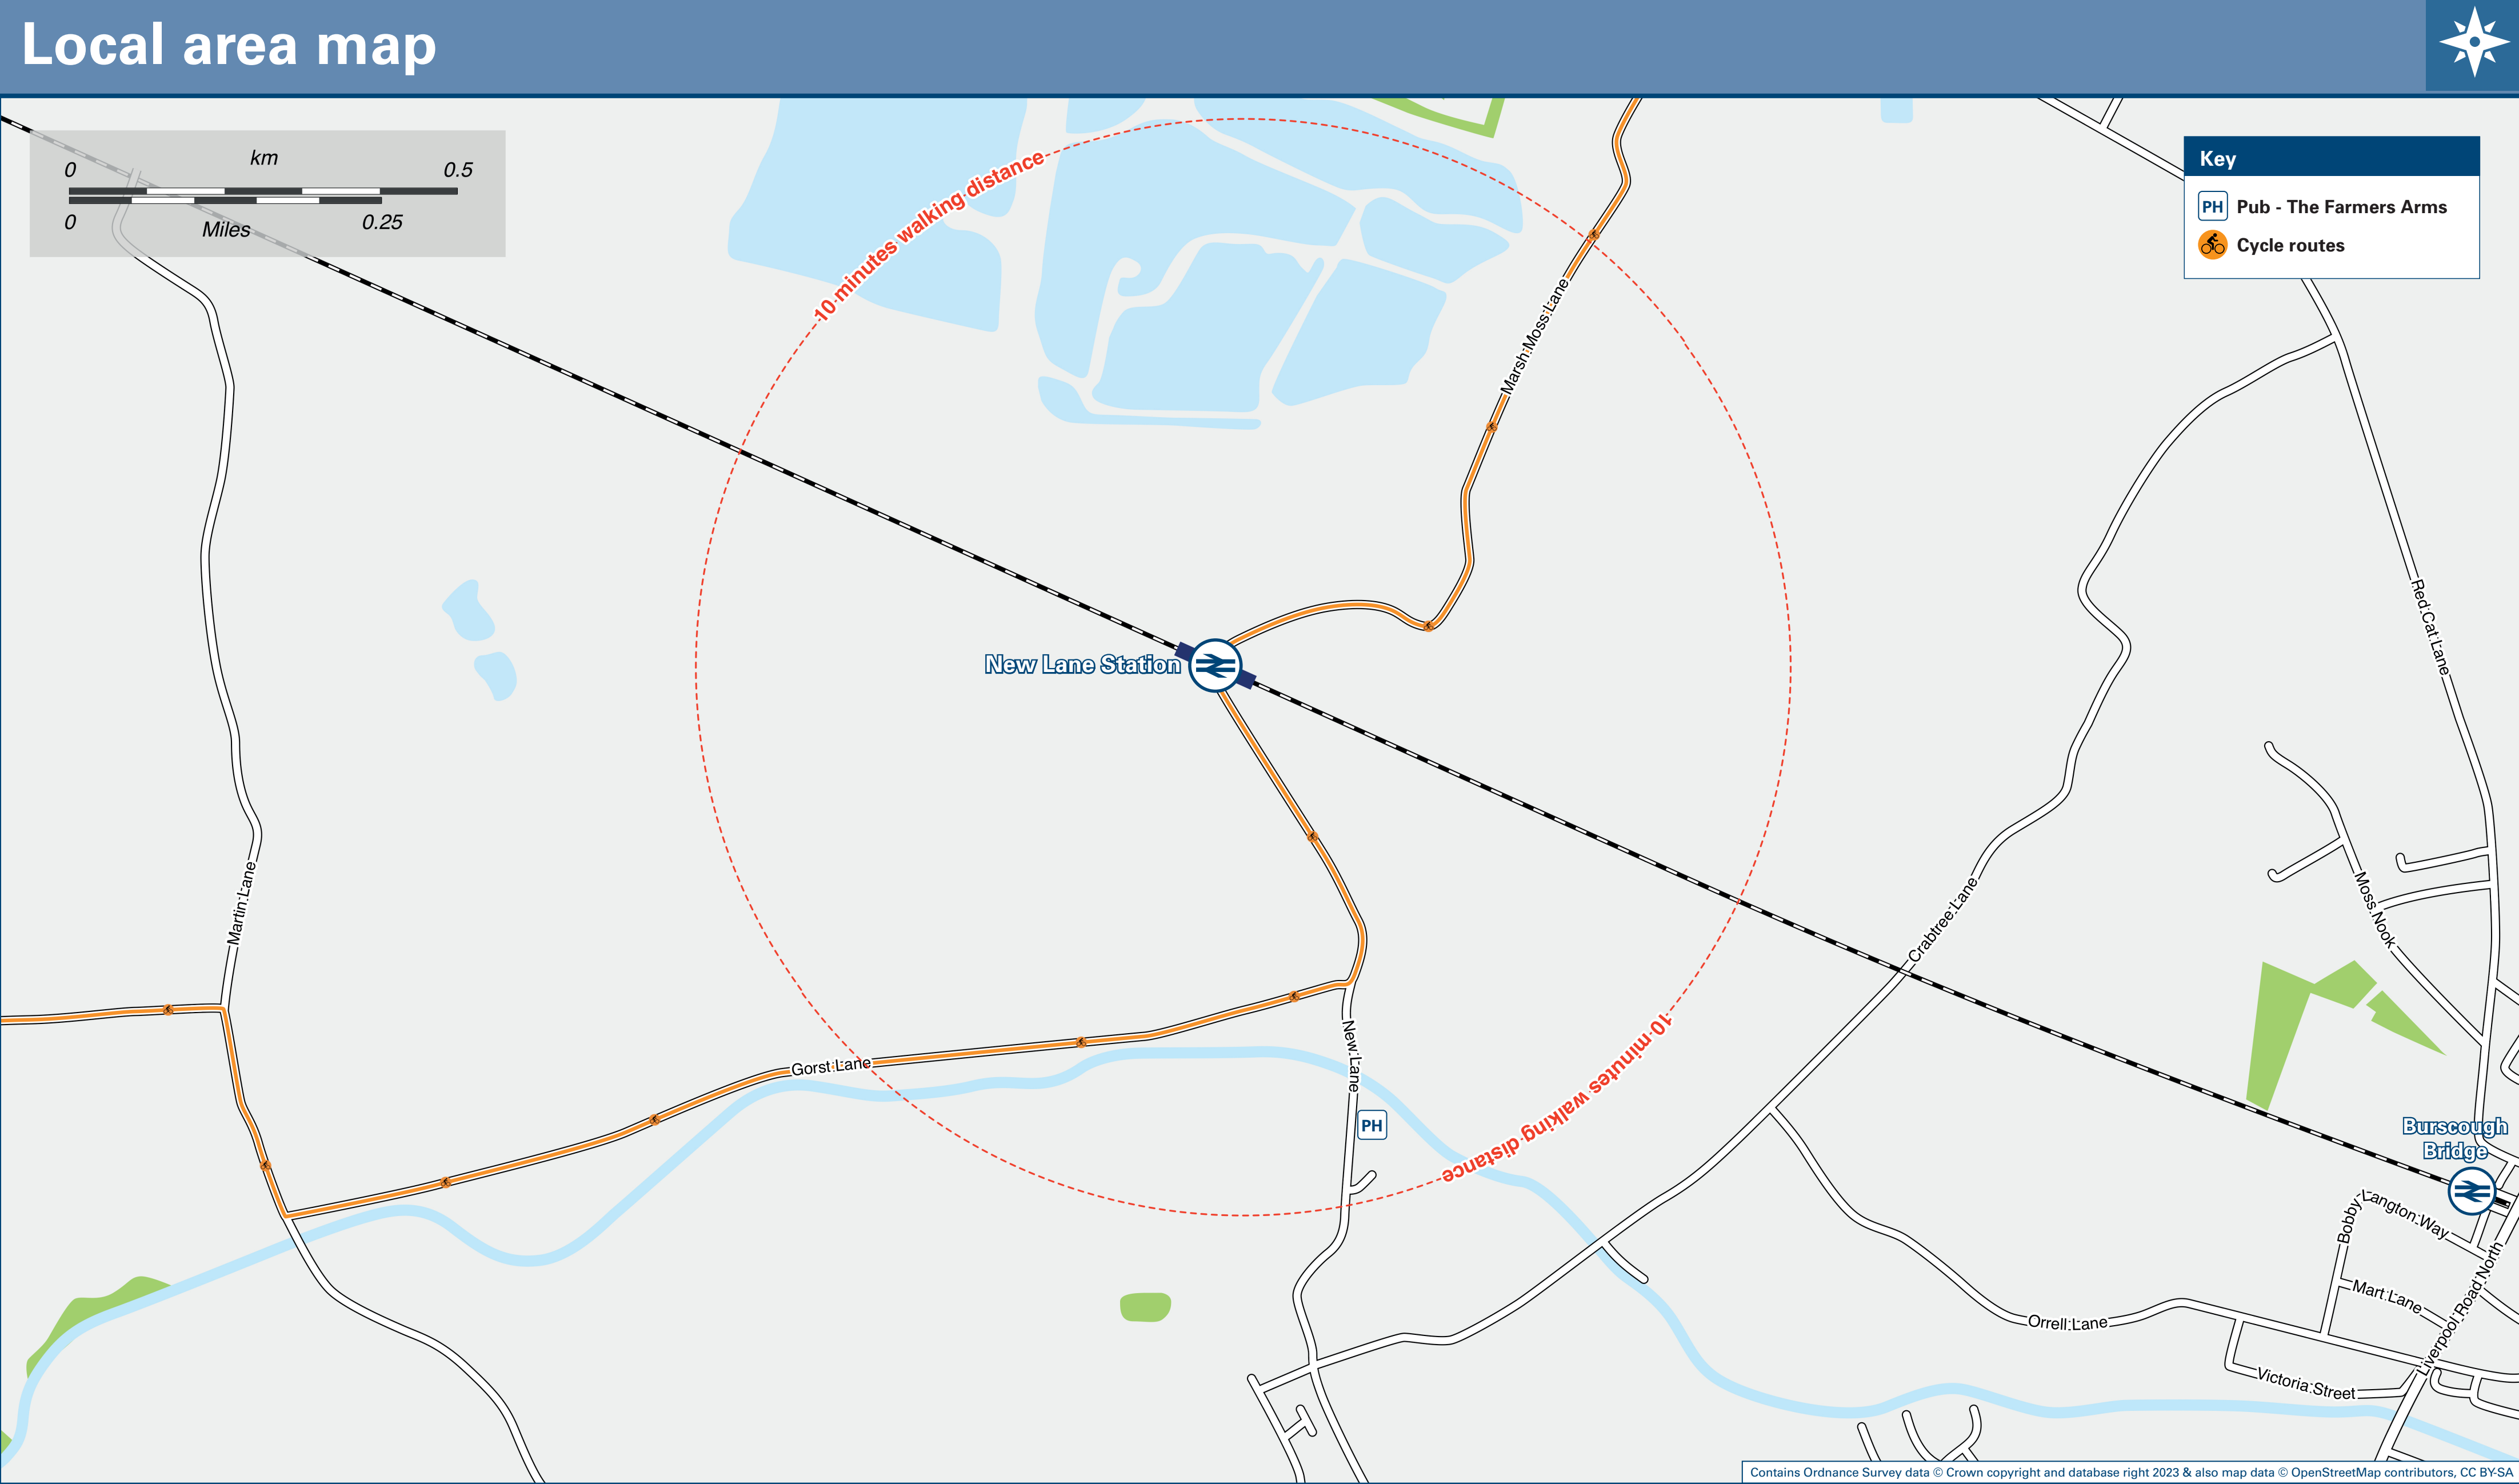 Local area map
km
0 0.5
0 0.25
Miles
Key
PH Pub - The Farmers Arms
Cycle routes
10 minutes walking distance
Marsh Moss Lane
Red Cat Lane
New Lane Station
Martin Lane
Crabtree Lane
Moss Nook
10 minutes walking distance
New Lane
Gorst Lane
PH
Burscough
Bridge
Bobby Langton Way
Mart Lane
Liverpool Road North
Orrell Lane
Victoria Street
Contains Ordnance Survey data © Crown copyright and database right 2023 & also map data © OpenStreetMap contributors, CC BY-SA